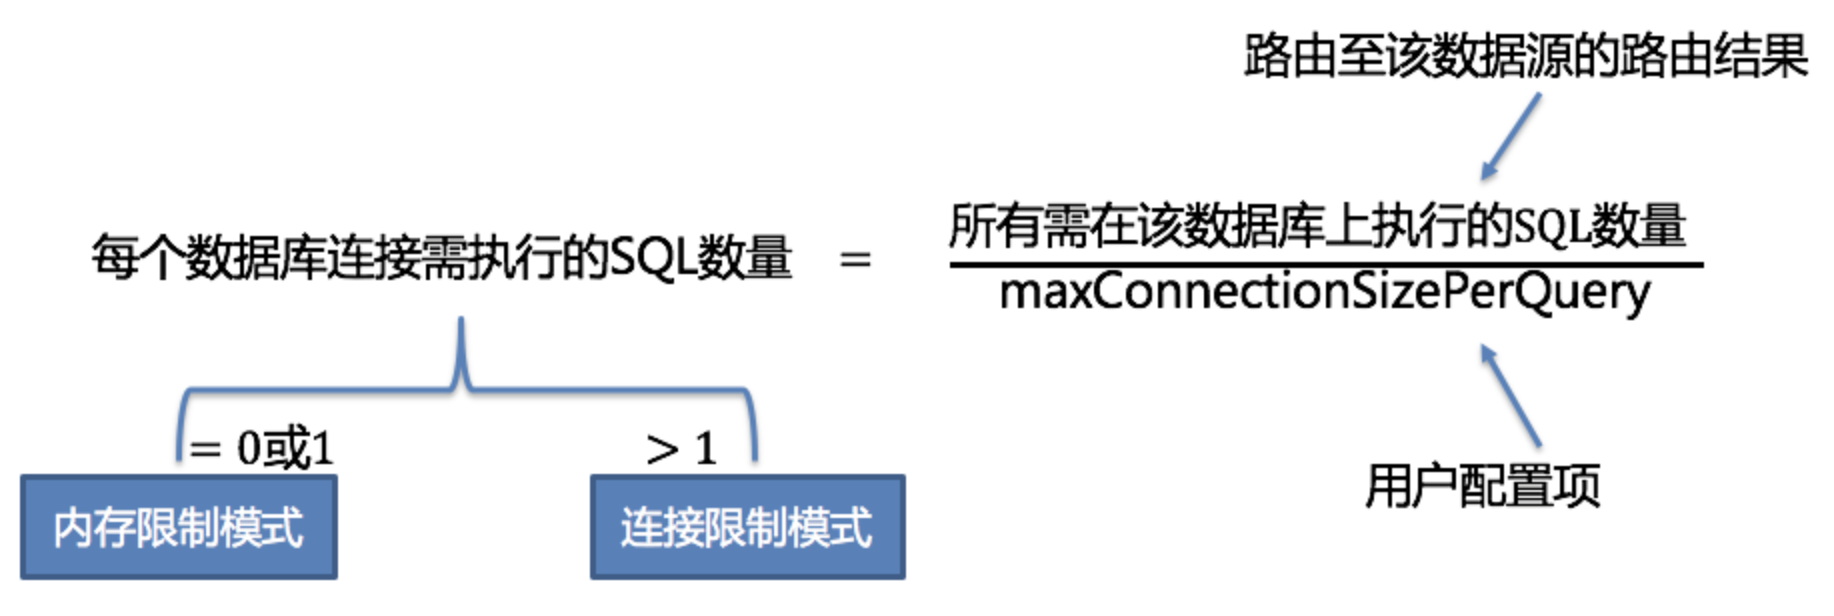 路由至该数据源的路由结果
每个数据库连接需执行的SQL数量 = 所有需在该数据库上执行的SQL数量
maxConnectionSizePerQuery
= 0或1
> 1
用户配置项
内存限制模式
连接限制模式